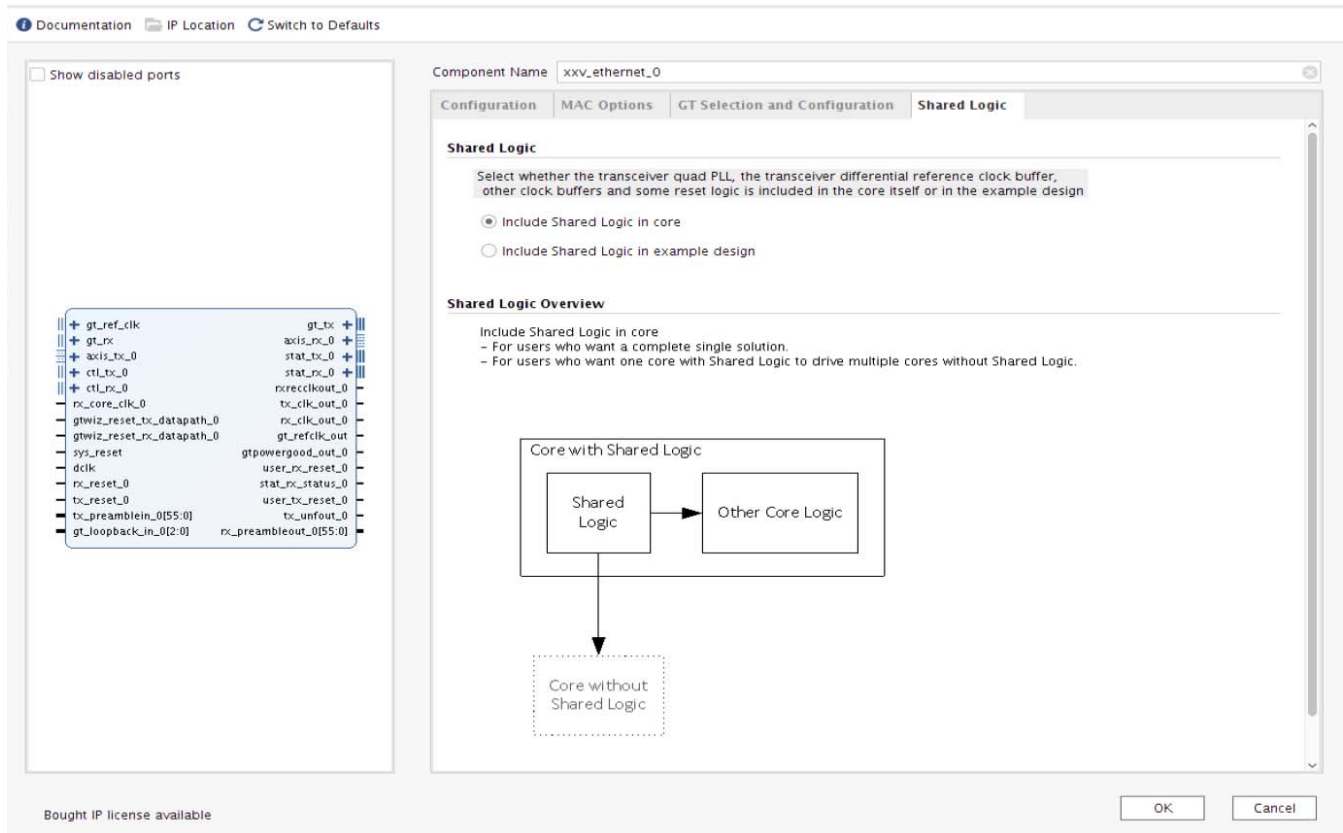 Documentation IP Location Switch to Defaults
Show disabled ports
gt_ref_clk
gt_rx
axis_tx_0
ctl_tx_0
ctl_rx_0
rx_core_clk_0
gtwiz_reset_tx_datapath_0
gtwiz_reset_rx_datapath_0
sys_reset
dclk
rx_reset_0
tx_reset_0
tx_preamblein_0[55:0]
gt_loopback_in_0[2:0]
gt_tx
axis_rx_0
stat_tx_0
stat_rx_0
rxrecclkout_0
tx_clk_out_0
rx_clk_out_0
gt_refclk_out
gtpowergood_out_0
user_rx_reset_0
stat_rx_status_0
user_tx_reset_0
tx_unfout_0
rx_preambleout_0[55:0]
Component Name xxv_ethernet_0
Configuration MAC Options GT Selection and Configuration Shared Logic
Shared Logic
Select whether the transceiver quad PLL, the transceiver differential reference clock buffer,
other clock buffers and some reset logic is included in the core itself or in the example design
Include Shared Logic in core
Include Shared Logic in example design
Shared Logic Overview
Include Shared Logic in core
– For users who want a complete single solution.
– For users who want one core with Shared Logic to drive multiple cores without Shared Logic.
Core with Shared Logic
Shared
Logic
Other Core Logic
Core without
Shared Logic
Bought IP license available
OK Cancel